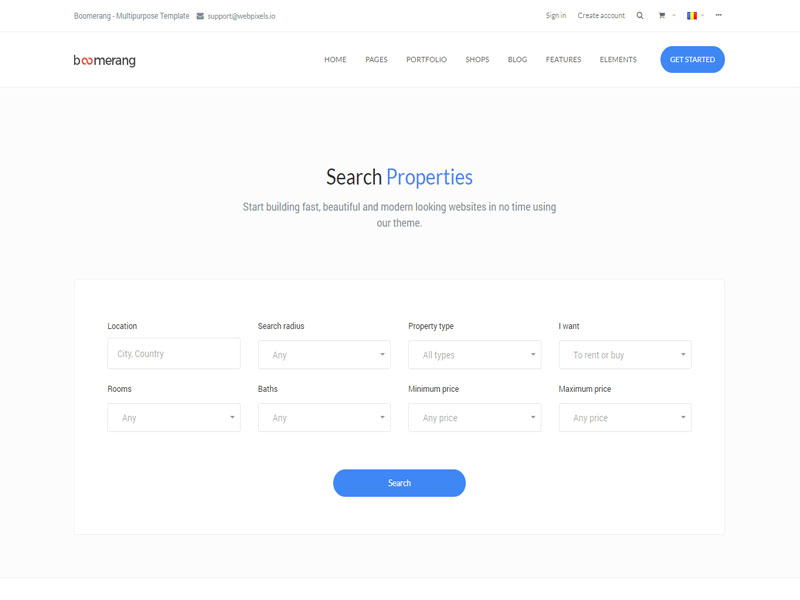 Boomerang - Multipurpose Template support@webpixels.io Sign in Create account
boomerang HOME PAGES PORTFOLIO SHOPS BLOG FEATURES ELEMENTS GET STARTED
Search Properties
Start building fast, beautiful and modern looking websites in no time using
our theme.
Location Search radius Property type I want
City, Country Any All types To rent or buy
Rooms Baths Minimum price Maximum price
Any Any Any price Any price
Search